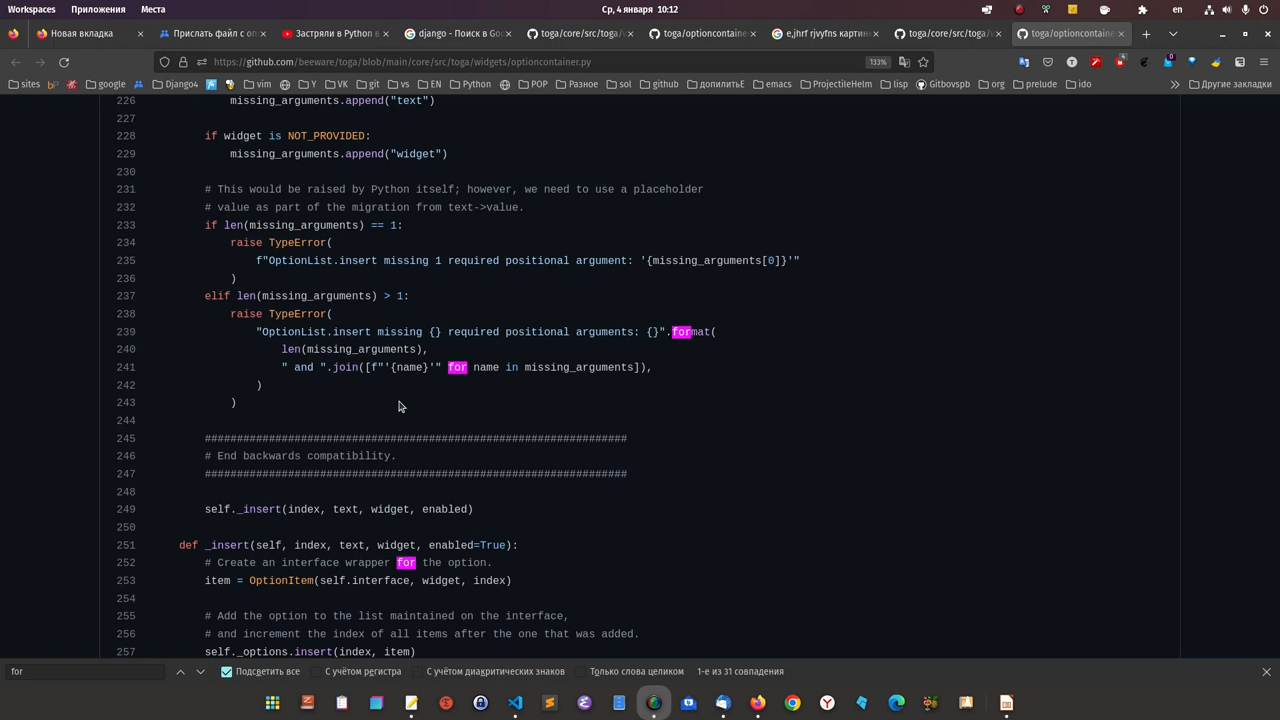 Workspaces Приложения Места Ср, 4 января 10:12 en
Новая вкладка Прислать файл с оп Застряли в Python в django - Поиск в Go toga/core/src/toga/v toga/optioncontaine e,jhrf rjvyfns картин toga/core/src/toga/w toga/optioncontaine
https://github.com/beeware/toga/blob/main/core/src/toga/widgets/optioncontainer.py 133%
sites google Django4 vim Y VK git vs EN Python POP Разное sol github допилитьE emacs ProjectileHelm lisp Gitbovspb org prelude ido Другие закладки
226 missing_arguments.append("text")
227
228 if widget is NOT_PROVIDED:
229 missing_arguments.append("widget")
230
231 # This would be raised by Python itself; however, we need to use a placeholder
232 # value as part of the migration from text->value.
233 if len(missing_arguments) == 1:
234 raise TypeError(
235 f"OptionList.insert missing 1 required positional argument: '{missing_arguments[0]}'"
236 )
237 elif len(missing_arguments) > 1:
238 raise TypeError(
239 "OptionList.insert missing {} required positional arguments: {}".format(
240 len(missing_arguments),
241 " and ".join([f"'{name}'" for name in missing_arguments]),
242 )
243 )
244
245 ##################################################################
246 # End backwards compatibility.
247 ##################################################################
248
249 self._insert(index, text, widget, enabled)
250
251 def _insert(self, index, text, widget, enabled=True):
252 # Create an interface wrapper for the option.
253 item = OptionItem(self.interface, widget, index)
254
255 # Add the option to the list maintained on the interface,
256 # and increment the index of all items after the one that was added.
257 self._options.insert(index, item)
for Подсветить все С учётом регистра С учётом диакритических знаков Только слова целиком 1-е из 31 совпадения